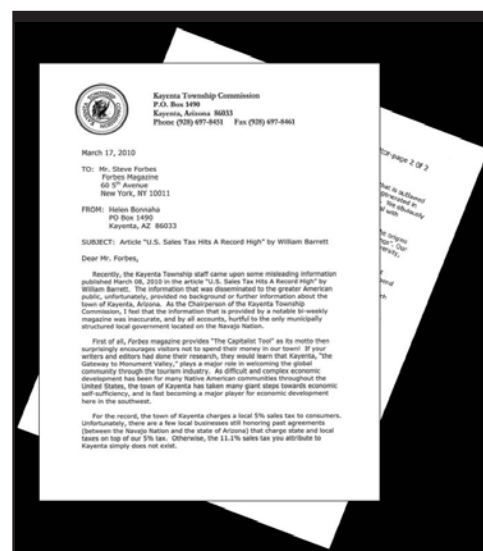 KAYENTA TOWNSHIP COMMISSION
Kayenta Township Commission
P.O. Box 1490
Kayenta, Arizona 86033
Phone (928) 697-8451 Fax (928) 697-8461
March 17, 2010
TO: Mr. Steve Forbes
Forbes Magazine
60 5th Avenue
New York, NY 10011
FROM: Helen Bonnaha
PO Box 1490
Kayenta, AZ 86033
SUBJECT: Article "U.S. Sales Tax Hits A Record High" by William Barrett
Dear Mr. Forbes,
Recently, the Kayenta Township staff came upon some misleading information
published March 08, 2010 in the article "U.S. Sales Tax Hits A Record High" by
William Barrett. The information that was disseminated to the greater American
public, unfortunately, provided no background or further information about the
town of Kayenta, Arizona. As the Chairperson of the Kayenta Township
Commission, I feel that the information that is provided by a notable bi-weekly
magazine was inaccurate, and by all accounts, hurtful to the only municipally
structured local government located on the Navajo Nation.
First of all, Forbes magazine provides "The Capitalist Tool" as its motto then
surprisingly encourages visitors not to spend their money in our town! If your
writers and editors had done their research, they would learn that Kayenta, "the
Gateway to Monument Valley," plays a major role in welcoming the global
community through the tourism industry. As difficult and complex economic
development has been for many Native American communities throughout the
United States, the town of Kayenta has taken many giant steps towards economic
self-sufficiency, and is fast becoming a major player for economic development
here in the southwest.
For the record, the town of Kayenta charges a local 5% sales tax to consumers.
Unfortunately, there are a few local businesses still honoring past agreements
(between the Navajo Nation and the state of Arizona) that charge state and local
taxes on top of our 5% tax. Otherwise, the 11.1% sales tax you attribute to
Kayenta simply does not exist.
tor-page 2 of 2
that is outlawed
generated in
We obviously
al with